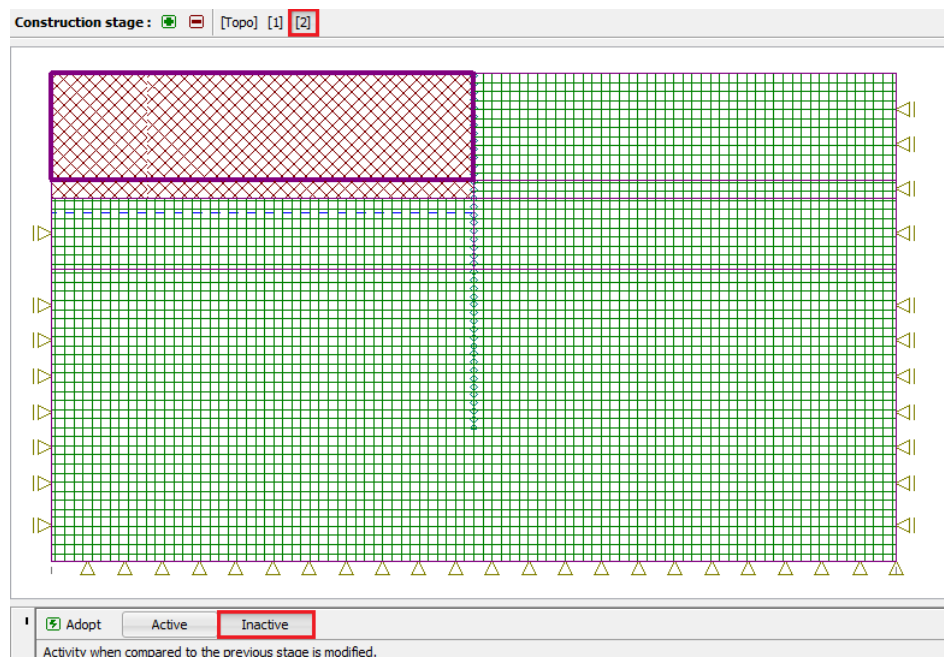 Construction stage : [Topo] [1] [2]
Adopt Active Inactive
Activity when compared to the previous stage is modified.